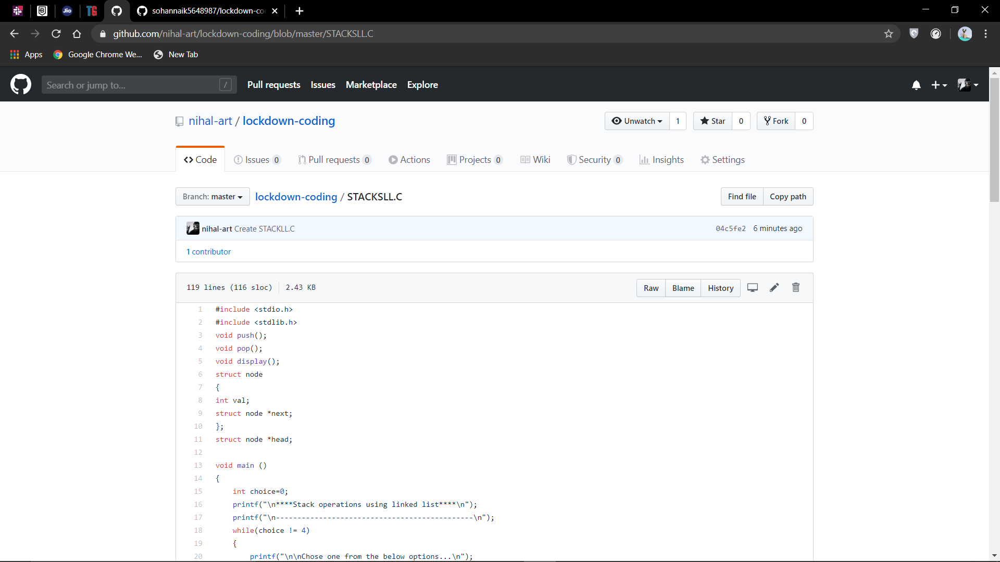 Jio TG sohannaik5648987/lockdown-co
github.com/nihal-art/lockdown-coding/blob/master/STACKSLL.C
Apps Google Chrome We... New Tab
Search or jump to... / Pull requests Issues Marketplace Explore
nihal-art / lockdown-coding Unwatch 1 Star 0 Fork 0
Code Issues 0 Pull requests 0 Actions Projects 0 Wiki Security 0 Insights Settings
Branch: master lockdown-coding / STACKSLL.C Find file Copy path
nihal-art Create STACKLL.C 04c5fe2 6 minutes ago
1 contributor
119 lines (116 sloc) 2.43 KB Raw Blame History
1 #include <stdio.h>
2 #include <stdlib.h>
3 void push();
4 void pop();
5 void display();
6 struct node
7 {
8 int val;
9 struct node *next;
10 };
11 struct node *head;
12
13 void main ()
14 {
15 int choice=0;
16 printf("\n****Stack operations using linked list****\n");
17 printf("\n----------------------------------------------\n");
18 while(choice != 4)
19 {
20 printf("\n\nChose one from the below options...\n");